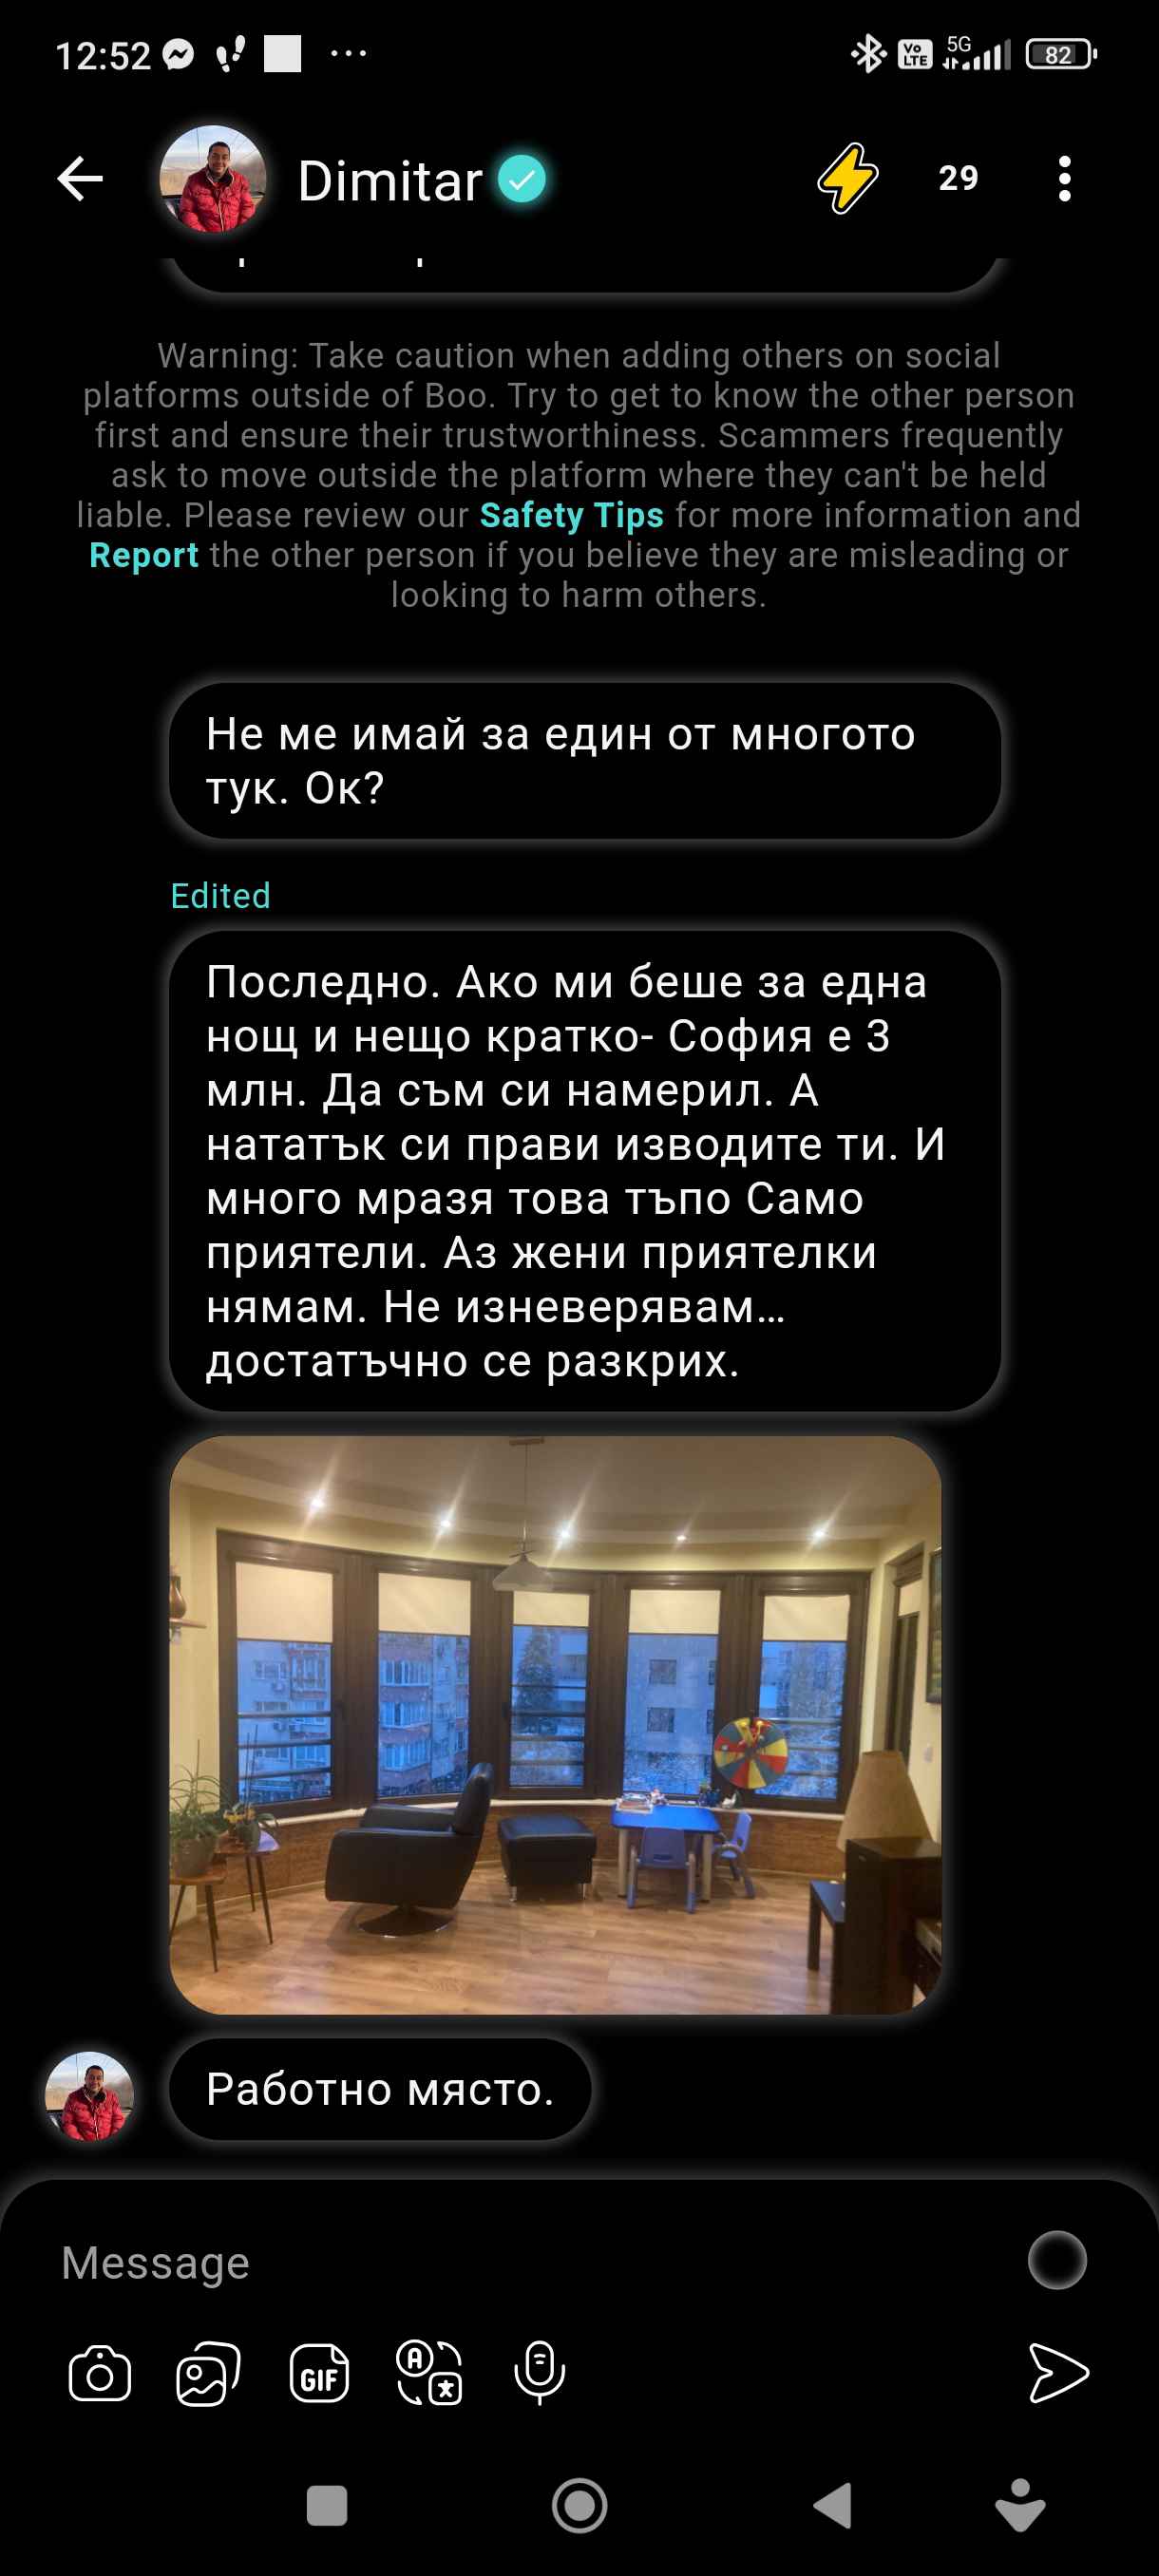 12:52
Vo
LTE
5G
82
Dimitar
29
Warning: Take caution when adding others on social
platforms outside of Boo. Try to get to know the other person
first and ensure their trustworthiness. Scammers frequently
ask to move outside the platform where they can't be held
liable. Please review our Safety Tips for more information and
Report the other person if you believe they are misleading or
looking to harm others.
Не ме имай за един от многото
тук. Ок?
Edited
Последно. Ако ми беше за една
нощ и нещо кратко- София е 3
млн. Да съм си намерил. А
нататък си прави изводите ти. И
много мразя това тъпо Само
приятели. Аз жени приятелки
нямам. Не изневерявам…
достатъчно се разкрих.
Работно място.
Message
GIF
A